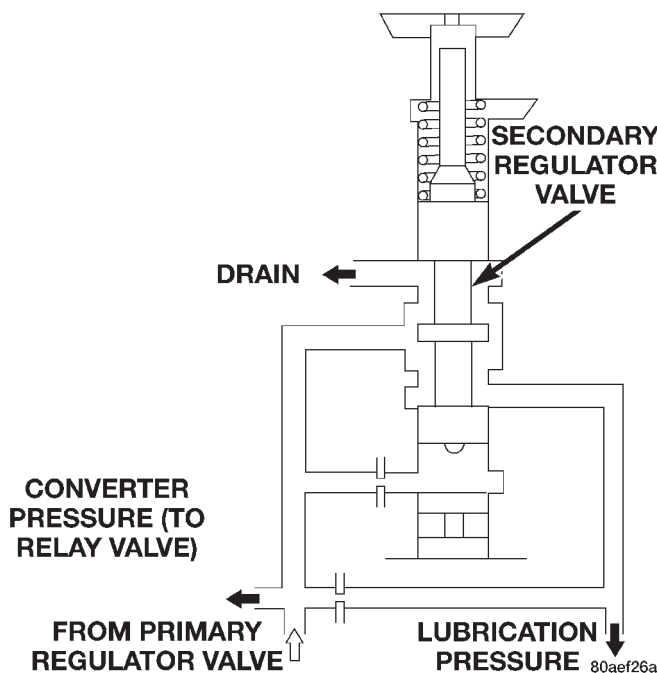 SECONDARY
REGULATOR
VALVE
DRAIN
CONVERTER
PRESSURE (TO
RELAY VALVE)
FROM PRIMARY
REGULATOR VALVE
LUBRICATION
PRESSURE
80aef26a